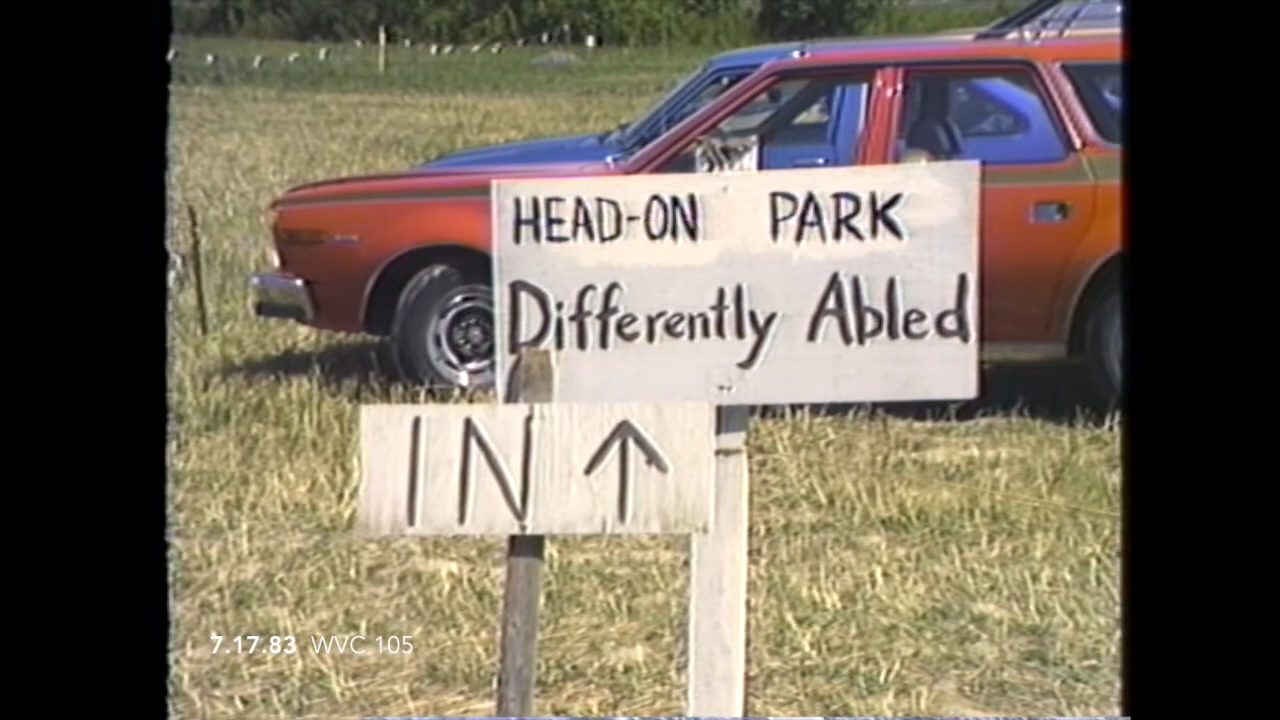 HEAD-ON PARK
Differently Abled
IN ↑
7.17.83 WVC 105